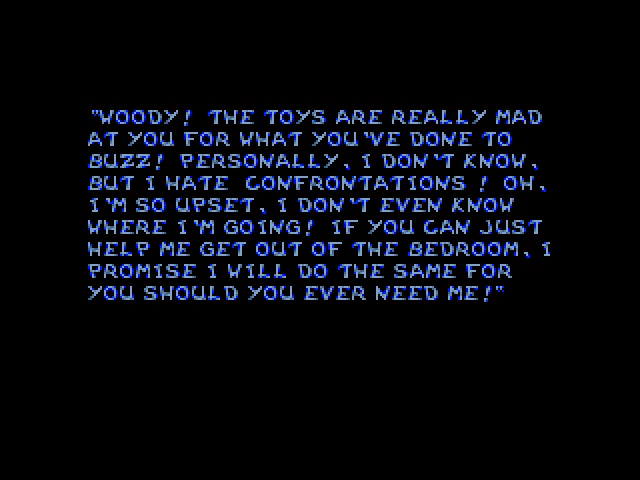 "WOODY! THE TOYS ARE REALLY MAD
AT YOU FOR WHAT YOU'VE DONE TO
BUZZ! PERSONALLY, I DON'T KNOW,
BUT I HATE CONFRONTATIONS ! OH,
I'M SO UPSET, I DON'T EVEN KNOW
WHERE I'M GOING! IF YOU CAN JUST
HELP ME GET OUT OF THE BEDROOM, I
PROMISE I WILL DO THE SAME FOR
YOU SHOULD YOU EVER NEED ME!"